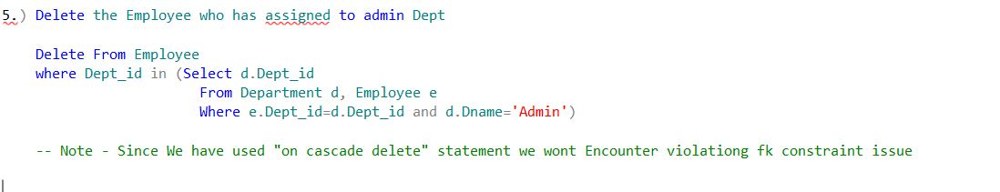 5.) Delete the Employee who has assigned to admin Dept
Delete From Employee
where Dept_id in (Select d.Dept_id
From Department d, Employee e
Where e.Dept_id=d.Dept_id and d.Dname='Admin')
-- Note - Since We have used "on cascade delete" statement we wont Encounter violationg fk constraint issue